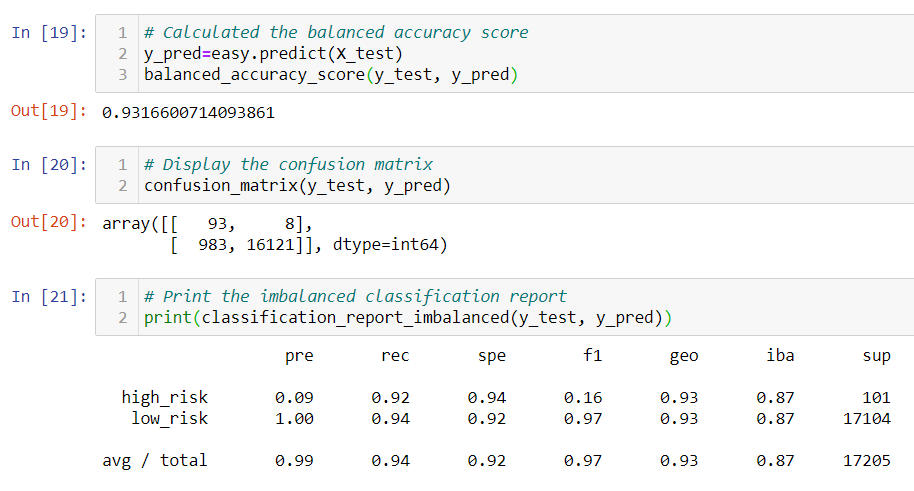 In [19]: 1 # Calculated the balanced accuracy score
2 y_pred=easy.predict(X_test)
3 balanced_accuracy_score(y_test, y_pred)
Out[19]: 0.9316600714093861
In [20]: 1 # Display the confusion matrix
2 confusion_matrix(y_test, y_pred)
Out[20]: array([[   93,     8],
       [  983, 16121]], dtype=int64)
In [21]: 1 # Print the imbalanced classification report
2 print(classification_report_imbalanced(y_test, y_pred))
pre rec spe f1 geo iba sup
high_risk 0.09 0.92 0.94 0.16 0.93 0.87 101
low_risk 1.00 0.94 0.92 0.97 0.93 0.87 17104
avg / total 0.99 0.94 0.92 0.97 0.93 0.87 17205